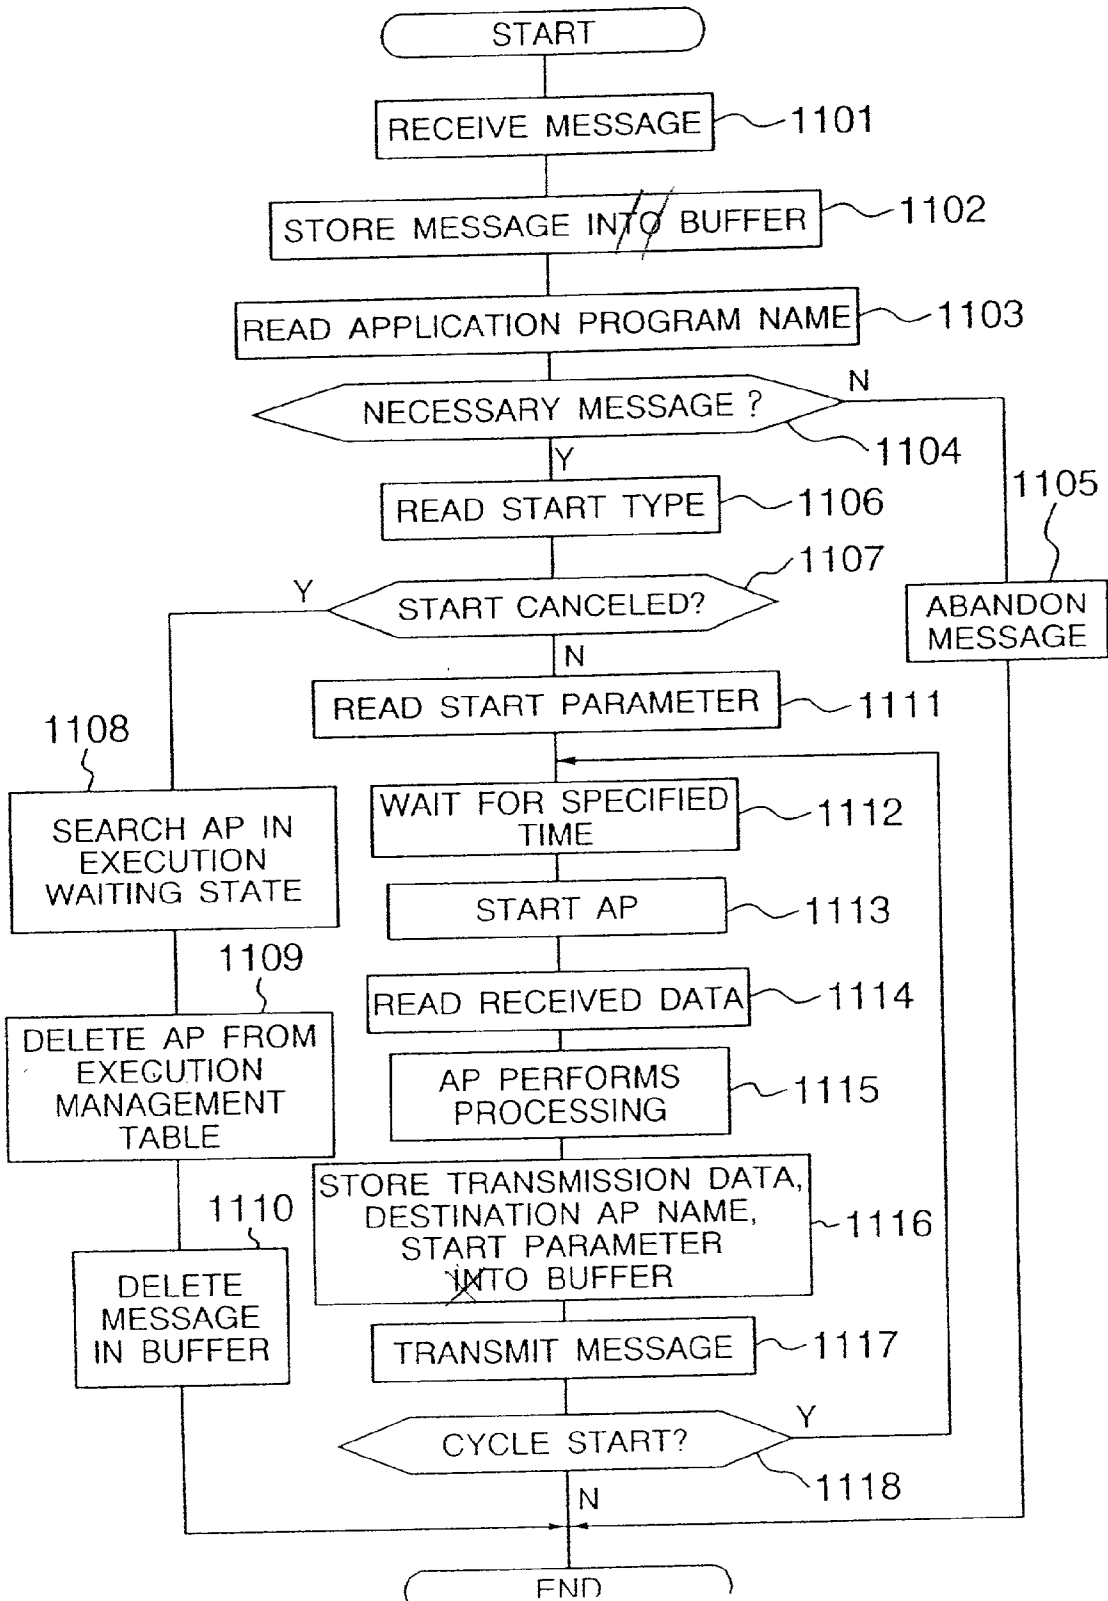 START
RECEIVE MESSAGE
1101
STORE MESSAGE INTO BUFFER
1102
READ APPLICATION PROGRAM NAME
1103
NECESSARY MESSAGE ?
N
1104
Y
READ START TYPE
1106
1105
1107
Y
START CANCELED?
ABANDON
MESSAGE
N
READ START PARAMETER
1111
1108
WAIT FOR SPECIFIED
TIME
1112
SEARCH AP IN
EXECUTION
WAITING STATE
START AP
1113
1109
READ RECEIVED DATA
1114
DELETE AP FROM
EXECUTION
MANAGEMENT
TABLE
AP PERFORMS
PROCESSING
1115
STORE TRANSMISSION DATA,
DESTINATION AP NAME,
START PARAMETER
INTO BUFFER
1116
1110
DELETE
MESSAGE
IN BUFFER
TRANSMIT MESSAGE
1117
CYCLE START?
Y
1118
N
END